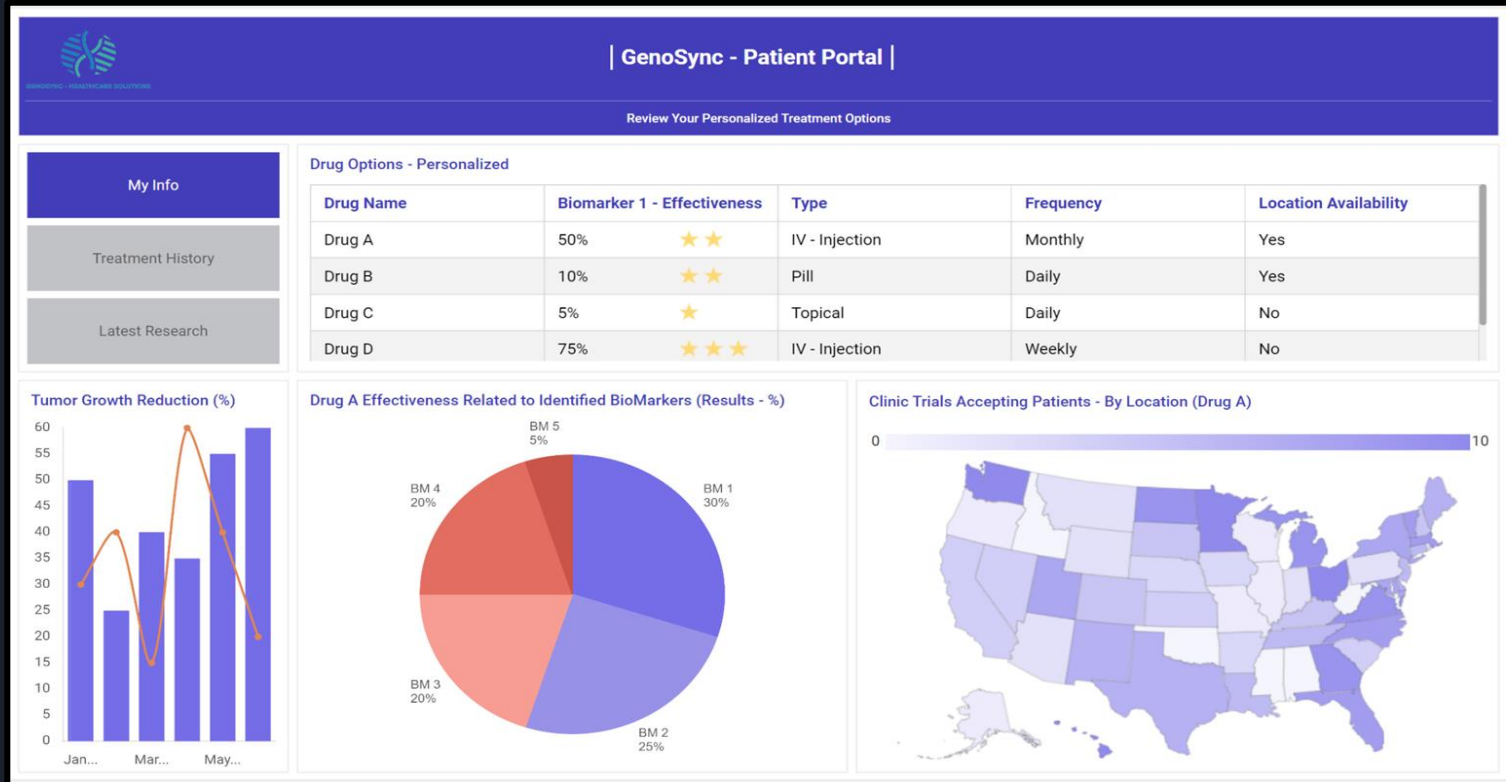 GENOSYNC - HEALTHCARE SOLUTIONS
| GenoSync - Patient Portal |
Review Your Personalized Treatment Options
My Info
Treatment History
Latest Research
Drug Options - Personalized
Drug Name Biomarker 1 - Effectiveness Type Frequency Location Availability
Drug A 50% IV - Injection Monthly Yes
Drug B 10% Pill Daily Yes
Drug C 5% Topical Daily No
Drug D 75% IV - Injection Weekly No
Tumor Growth Reduction (%)
60
55
50
45
40
35
30
25
20
15
10
5
0
Jan... Mar... May...
Drug A Effectiveness Related to Identified BioMarkers (Results - %)
BM 5
5%
BM 4
20%
BM 1
30%
BM 3
20%
BM 2
25%
Clinic Trials Accepting Patients - By Location (Drug A)
0 10